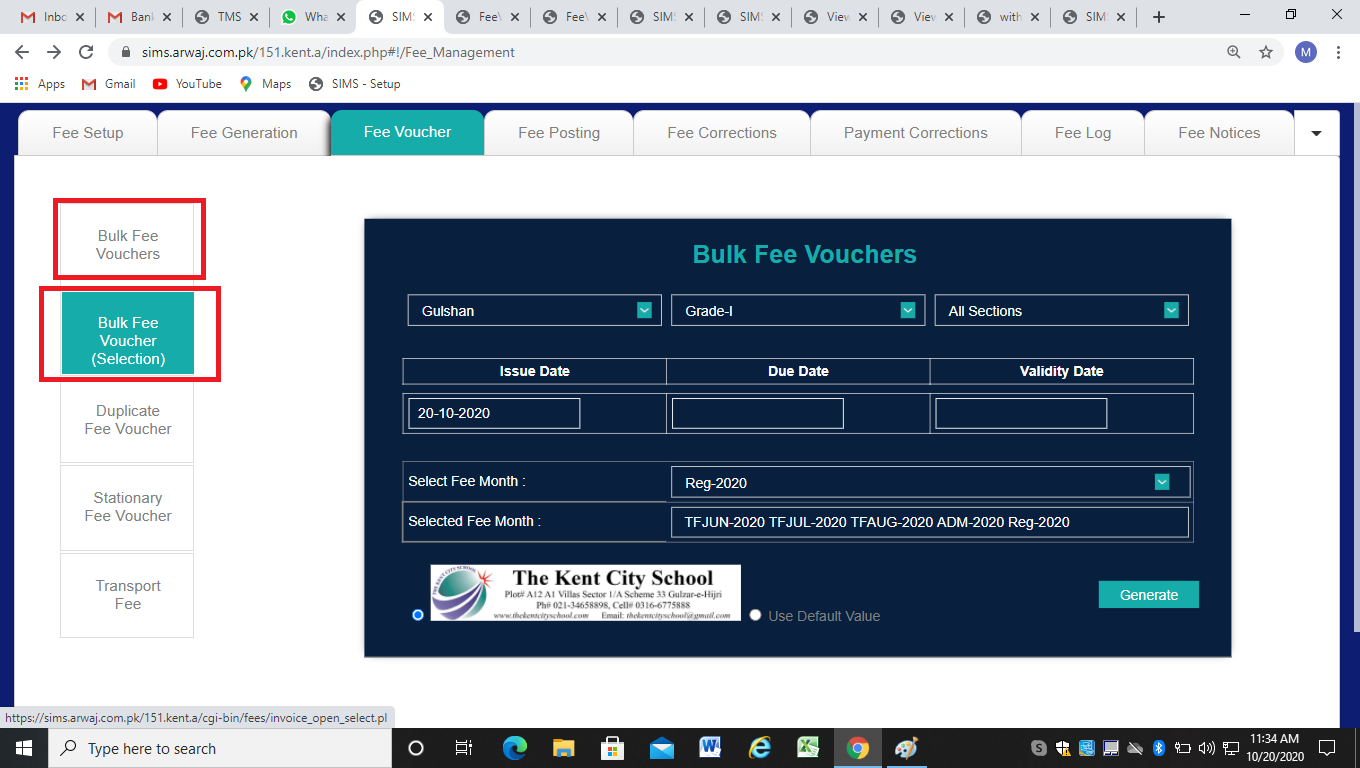 Inbo
Bank
TMS
Wha
SIMS
FeeV
FeeV
SIM
SIM
View
View
with
SIM
sims.arwaj.com.pk/151.kent.a/index.php#!/Fee_Management
M
Apps
Gmail
YouTube
Maps
SIMS - Setup
Fee Setup
Fee Generation
Fee Voucher
Fee Posting
Fee Corrections
Payment Corrections
Fee Log
Fee Notices
Bulk Fee
Vouchers
Bulk Fee
Voucher
(Selection)
Duplicate
Fee Voucher
Stationary
Fee Voucher
Transport
Fee
Bulk Fee Vouchers
Gulshan
Grade-I
All Sections
Issue Date
Due Date
Validity Date
20-10-2020
Select Fee Month :
Reg-2020
Selected Fee Month :
TFJUN-2020 TFJUL-2020 TFAUG-2020 ADM-2020 Reg-2020
The Kent City School
Plot# A12 A1 Villas Sector 1/A Scheme 33 Gulzar-e-Hijri
Ph# 021-34658898, Cell# 0316-6775888
www.thekentcityschool.com Email: thekentcityschool@gmail.com
Use Default Value
Generate
https://sims.arwaj.com.pk/151.kent.a/cgi-bin/fees/invoice_open_select.pl
Type here to search
11:34 AM
10/20/2020